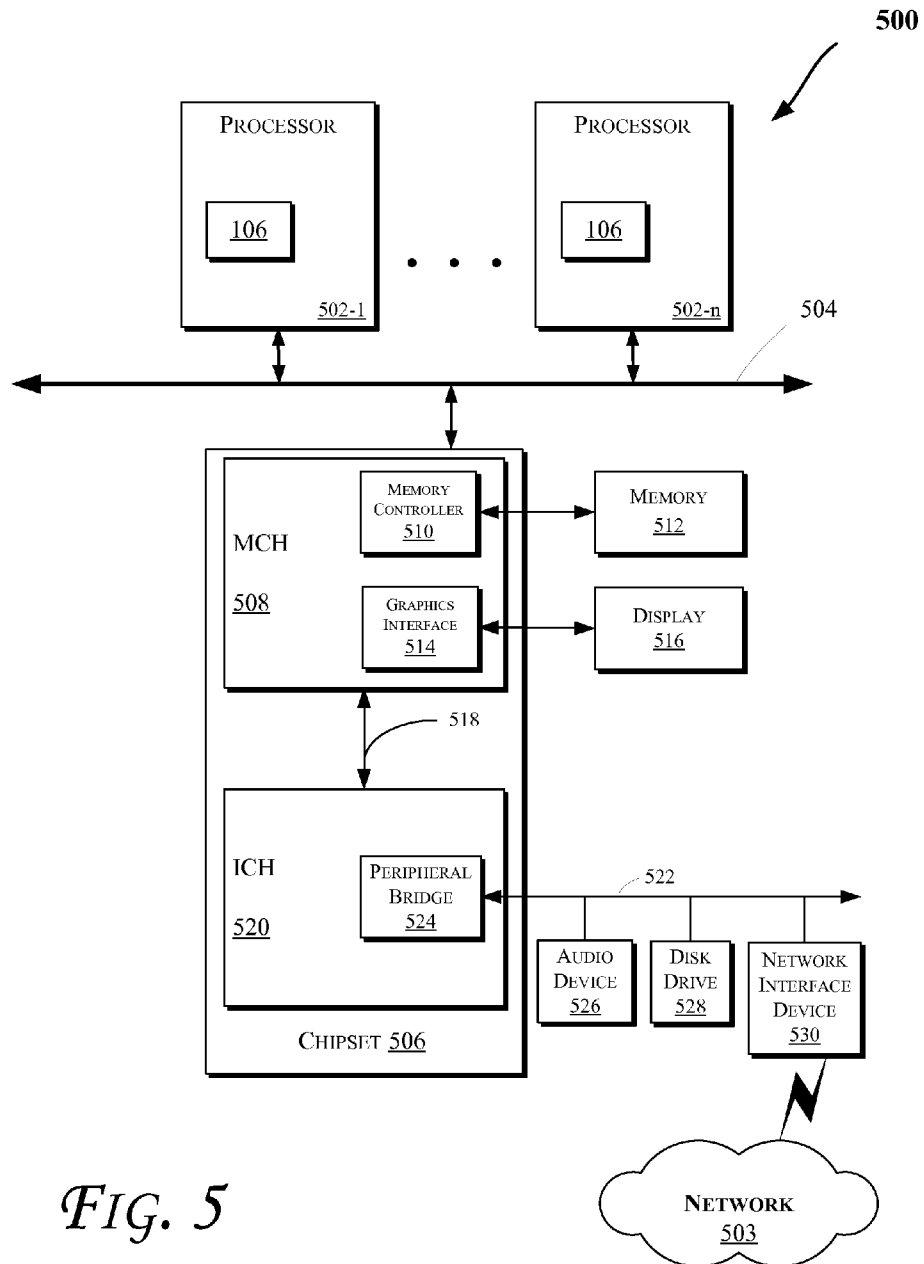 500
PROCESSOR
106
502-1
PROCESSOR
106
502-n
504
MCH
508
MEMORY
CONTROLLER
510
MEMORY
512
GRAPHICS
INTERFACE
514
DISPLAY
516
518
ICH
520
PERIPHERAL
BRIDGE
524
522
AUDIO
DEVICE
526
DISK
DRIVE
528
NETWORK
INTERFACE
DEVICE
530
CHIPSET 506
NETWORK
503
FIG. 5